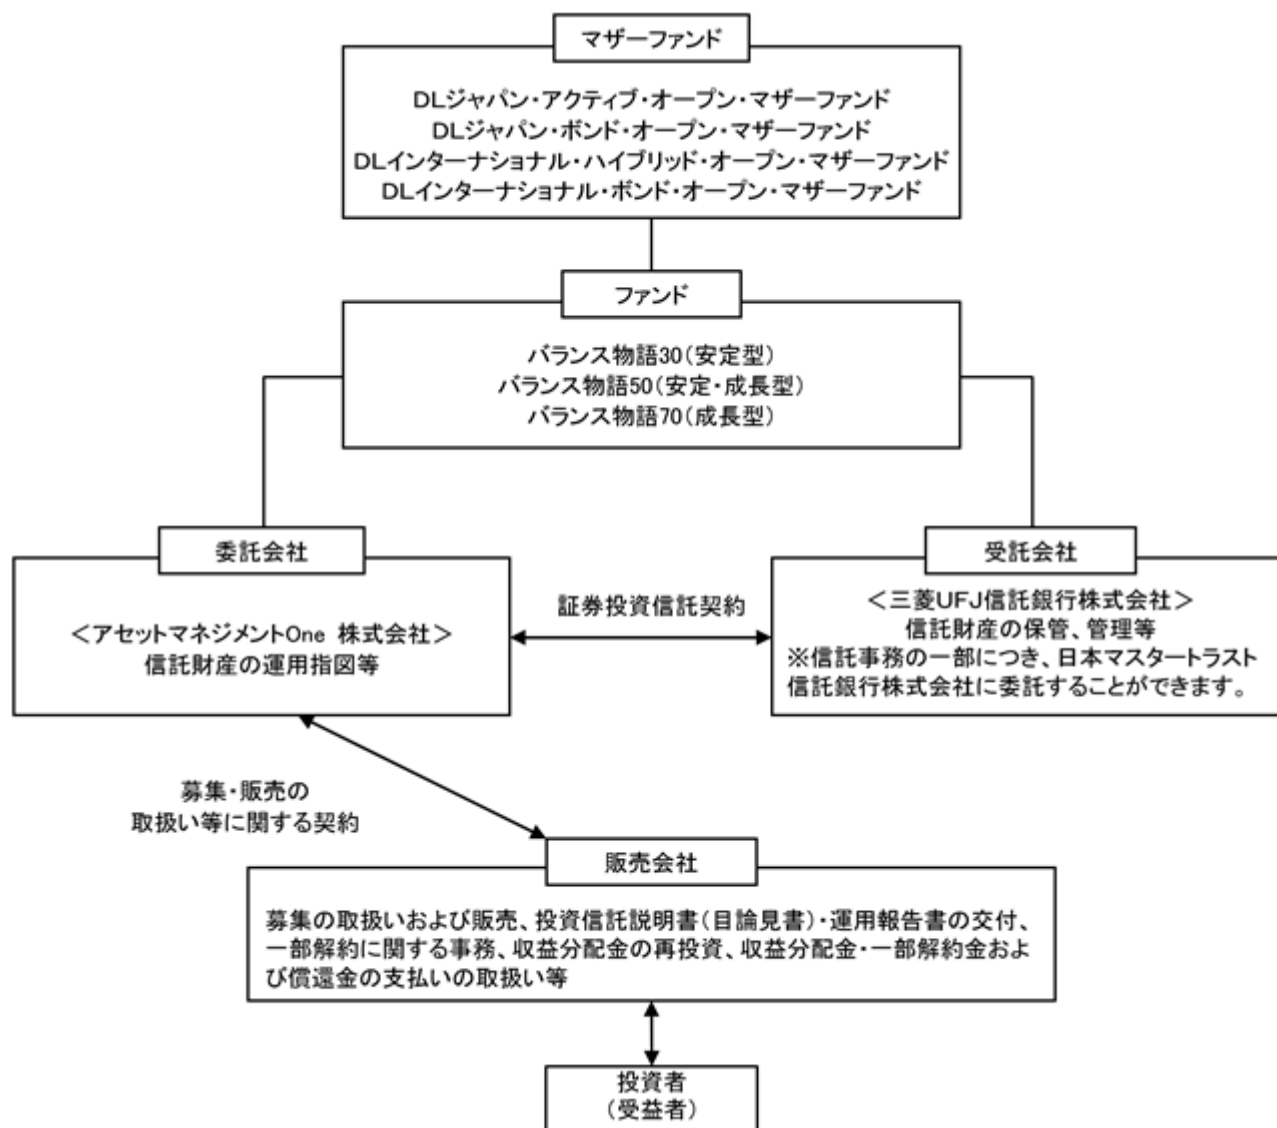 マザーファンド
DLジャパン・アクティブ・オープン・マザーファンド
DLジャパン・ボンド・オープン・マザーファンド
DLインターナショナル・ハイブリッド・オープン・マザーファンド
DLインターナショナル・ボンド・オープン・マザーファンド
ファンド
バランス物語30(安定型)
バランス物語50(安定・成長型)
バランス物語70(成長型)
委託会社
<アセットマネジメントOne 株式会社>
信託財産の運用指図等
証券投資信託契約
受託会社
<三菱UFJ信託銀行株式会社>
信託財産の保管、管理等
※信託事務の一部につき、日本マスタートラスト
信託銀行株式会社に委託することができます。
募集・販売の
取扱い等に関する契約
販売会社
募集の取扱いおよび販売、投資信託説明書(目論見書)・運用報告書の交付、
一部解約に関する事務、収益分配金の再投資、収益分配金・一部解約金およ
び償還金の支払いの取扱い等
投資者
(受益者)